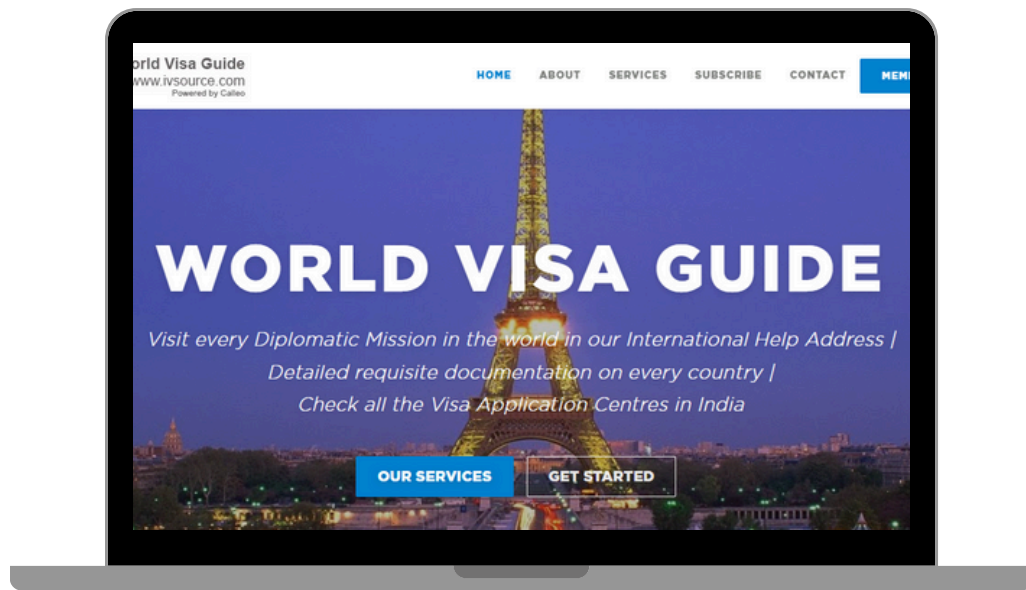 orld Visa Guide
www.ivsource.com
Powered by Calleo
HOME ABOUT SERVICES SUBSCRIBE CONTACT MEM
WORLD VISA GUIDE
Visit every Diplomatic Mission in the world in our International Help Address |
Detailed requisite documentation on every country |
Check all the Visa Application Centres in India
OUR SERVICES GET STARTED